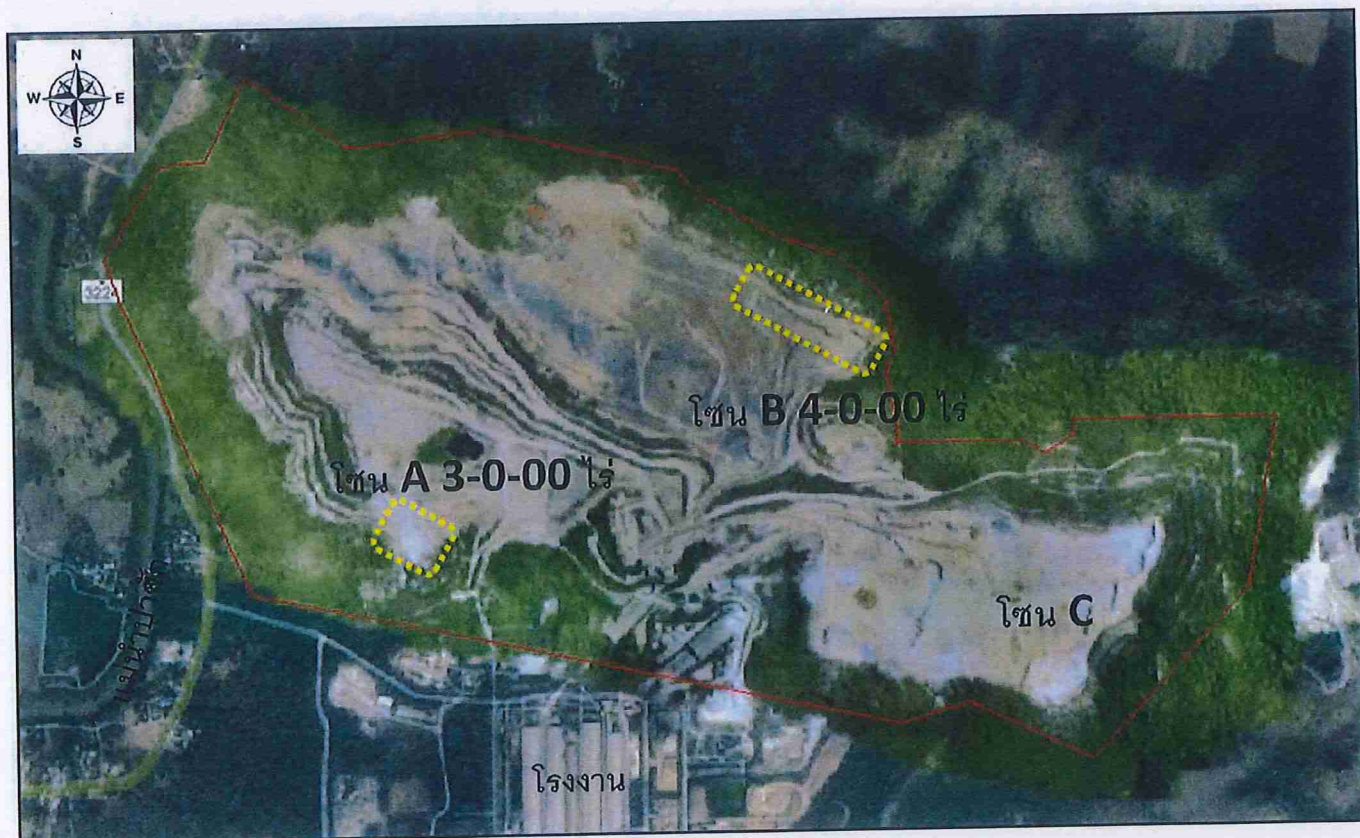 N
W E
S
3224
โซน B 4-0-00 ไร่
โซน A 3-0-00 ไร่
โซน C
แม่น้ำป่าสัก
โรงงาน